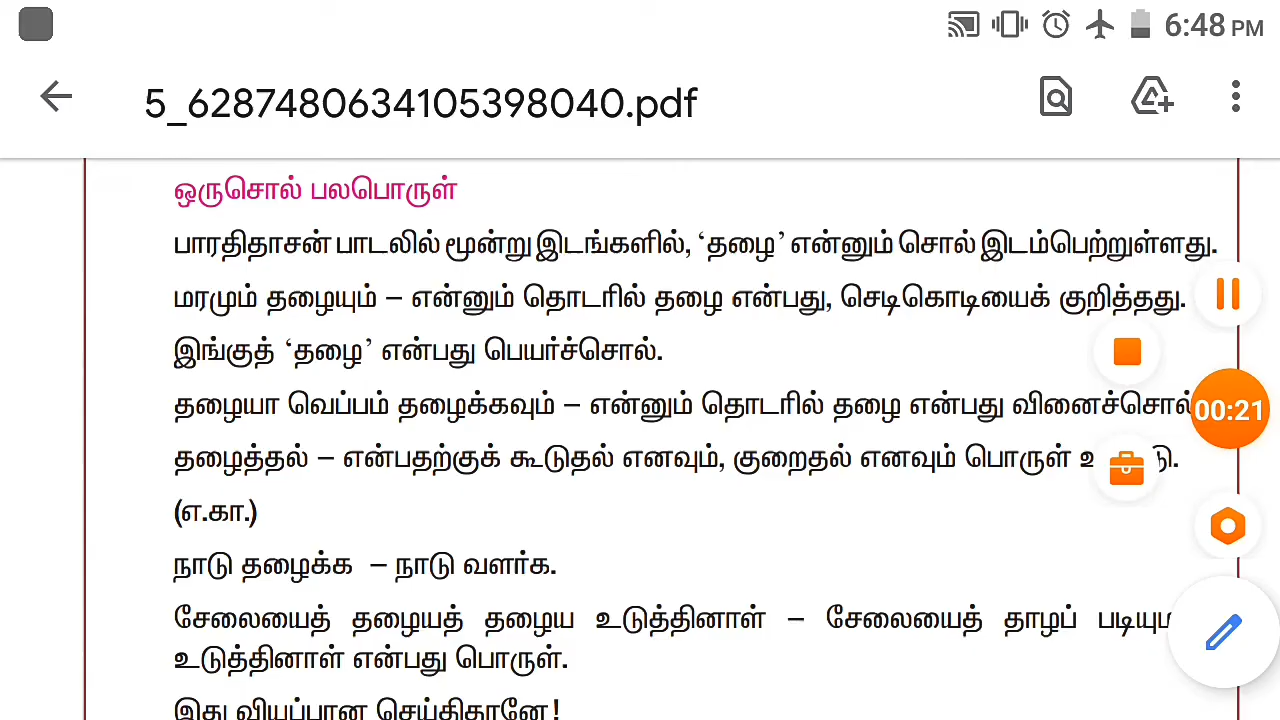 6:48 PM
5_6287480634105398040.pdf
ஒருசொல் பலபொருள்
பாரதிதாசன் பாடலில் மூன்று இடங்களில், ‘தழை’ என்னும் சொல் இடம்பெற்றுள்ளது.
மரமும் தழையும் – என்னும் தொடரில் தழை என்பது, செடிகொடியைக் குறித்தது.
இங்குத் ‘தழை’ என்பது பெயர்ச்சொல்.
தழையா வெப்பம் தழைக்கவும் – என்னும் தொடரில் தழை என்பது வினைச்சொல்
00:21
தழைத்தல் – என்பதற்குக் கூடுதல் எனவும், குறைதல் எனவும் பொருள்
(எ.கா.)
நாடு தழைக்க – நாடு வளர்க.
சேலையைத் தழையத் தழைய உடுத்தினாள் – சேலையைத் தாழப்
உடுத்தினாள் என்பது பொருள்.
இது வியப்பான செய்திதானே!